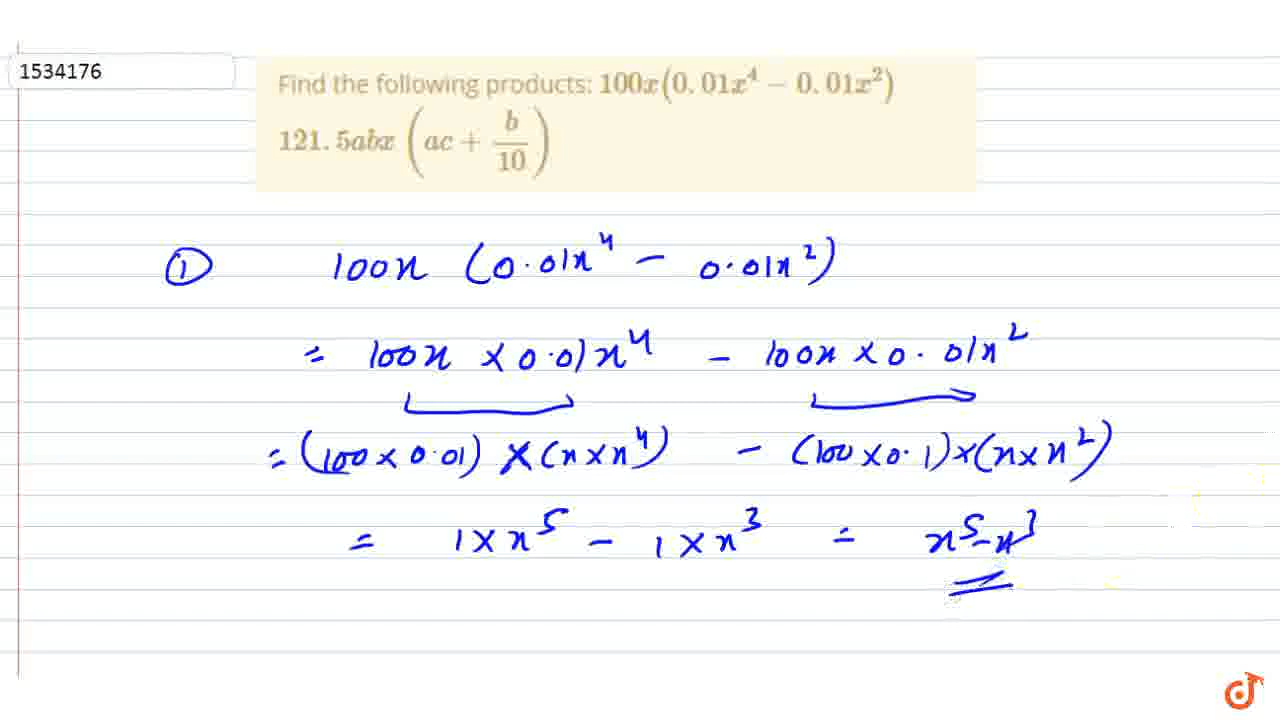 1534176
Find the following products: 100x(0.01x⁴ − 0.01x²)
121.5abx (ac + b/10)
① 100x (0.01x⁴ − 0.01x²)
= 100x × 0.01x⁴ − 100x × 0.01x²
= (100 × 0.01) × (x × x⁴) − (100 × 0.1) × (x × x²)
= 1 × x⁵ − 1 × x³ = x⁵ − x³